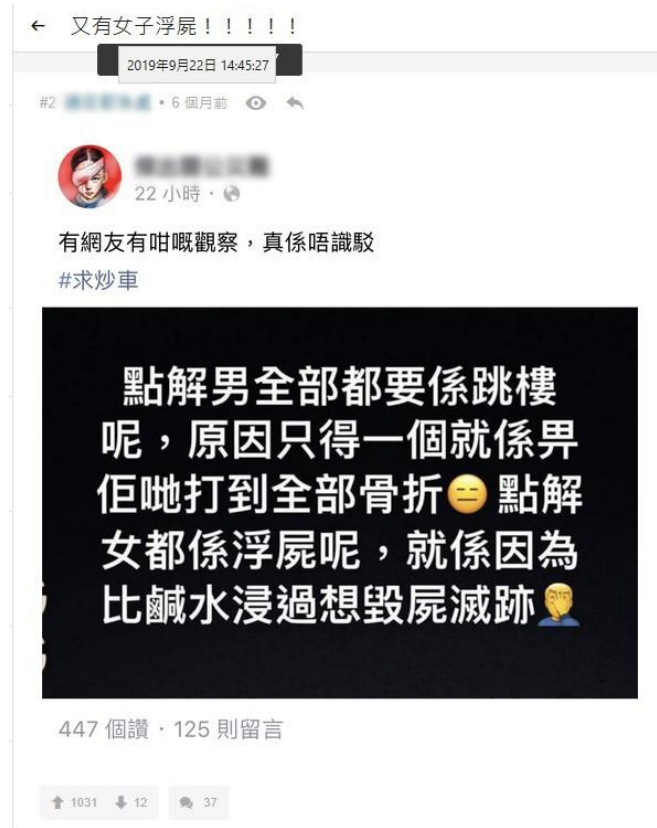 ← 又有女子浮屍！！！！！
2019年9月22日 14:45:27
#2 • 6 個月前
22 小時 ·
有網友有咁嘅觀察，真係唔識駁
#求炒車
點解男全部都要係跳樓
呢，原因只得一個就係畀
佢哋打到全部骨折😑點解
女都係浮屍呢，就係因為
比鹹水浸過想毀屍滅跡🤦
447 個讚 · 125 則留言
1031 12 37